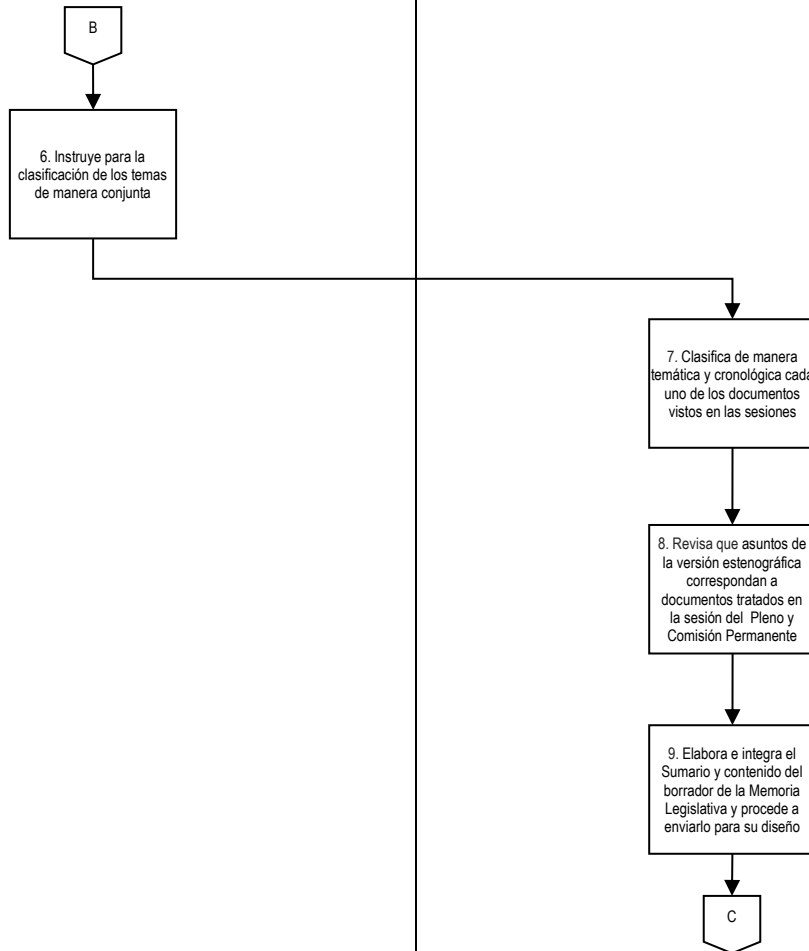 B
6. Instruye para la
clasificación de los temas
de manera conjunta
7. Clasifica de manera
temática y cronológica cada
uno de los documentos
vistos en las sesiones
8. Revisa que asuntos de
la versión estenográfica
correspondan a
documentos tratados en
la sesión del Pleno y
Comisión Permanente
9. Elabora e integra el
Sumario y contenido del
borrador de la Memoria
Legislativa y procede a
enviarlo para su diseño
C